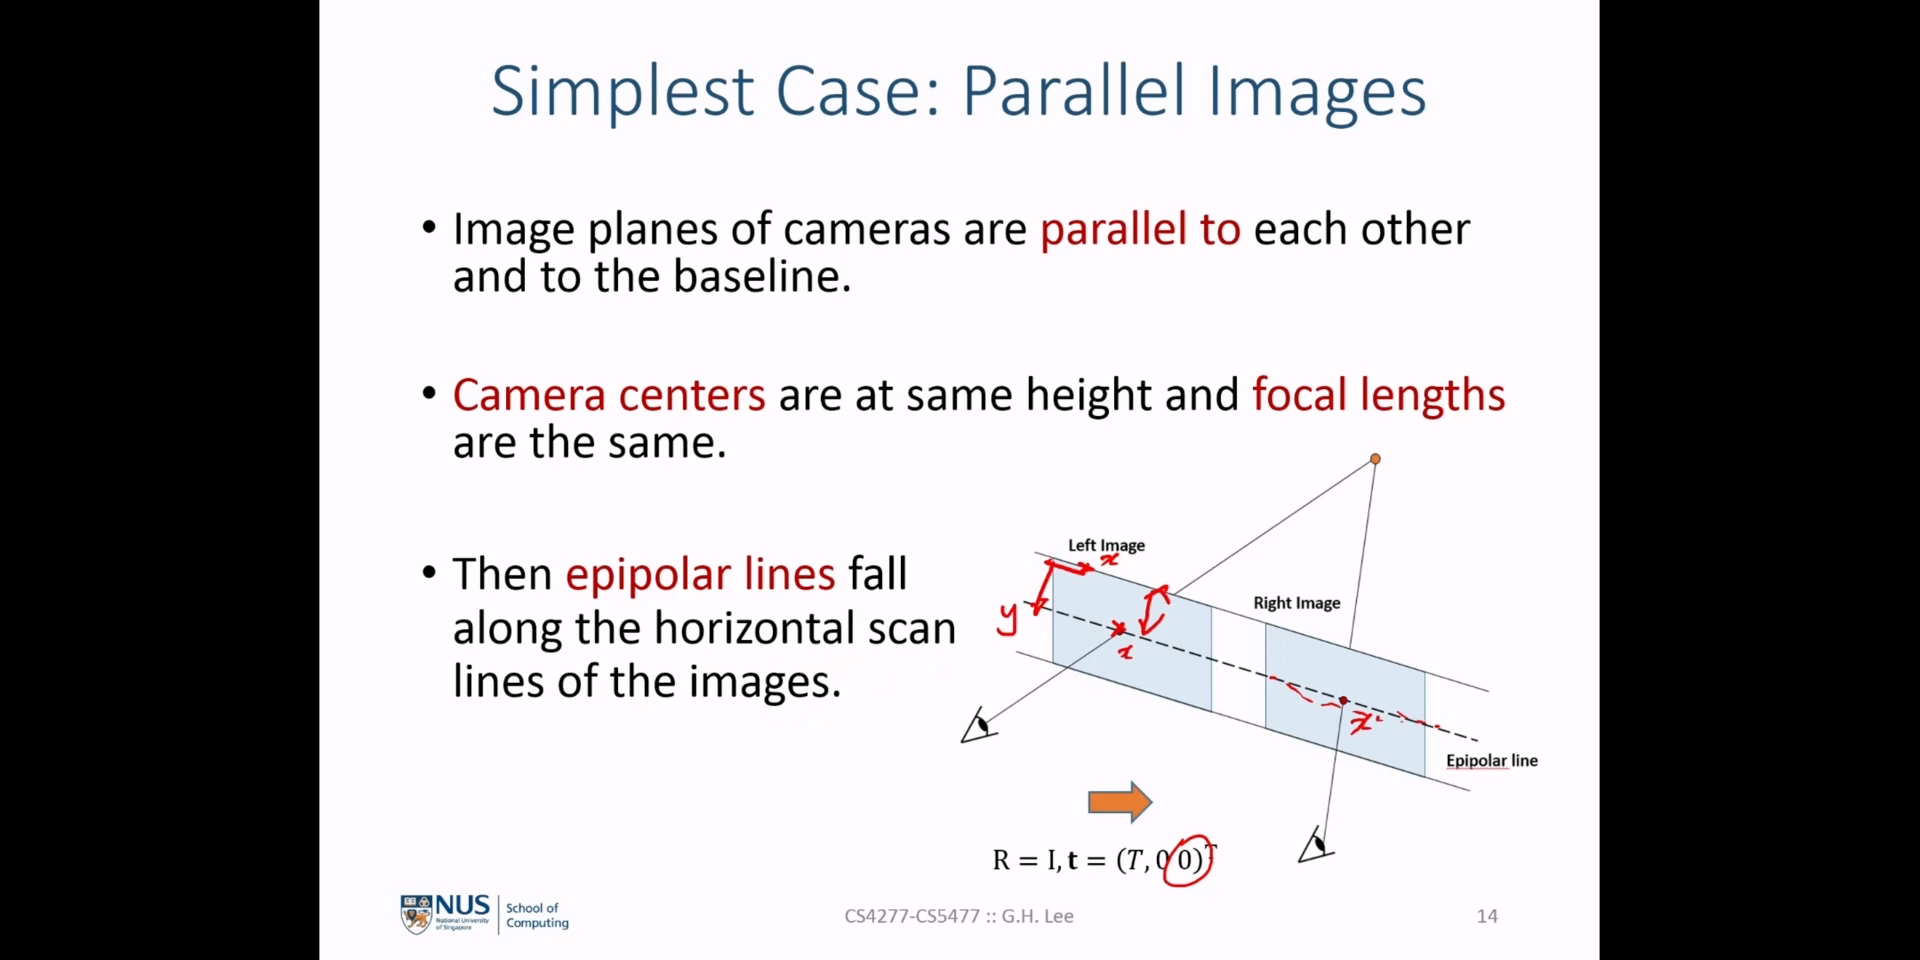 Simplest Case: Parallel Images
• Image planes of cameras are parallel to each other
and to the baseline.
• Camera centers are at same height and focal lengths
are the same.
• Then epipolar lines fall
along the horizontal scan
lines of the images.
Left Image
x
y
x
Right Image
x'
Epipolar line
R = I, t = (T, 0 0)ᵀ
NUS
National University
of Singapore
School of
Computing
CS4277-CS5477 :: G.H. Lee
14